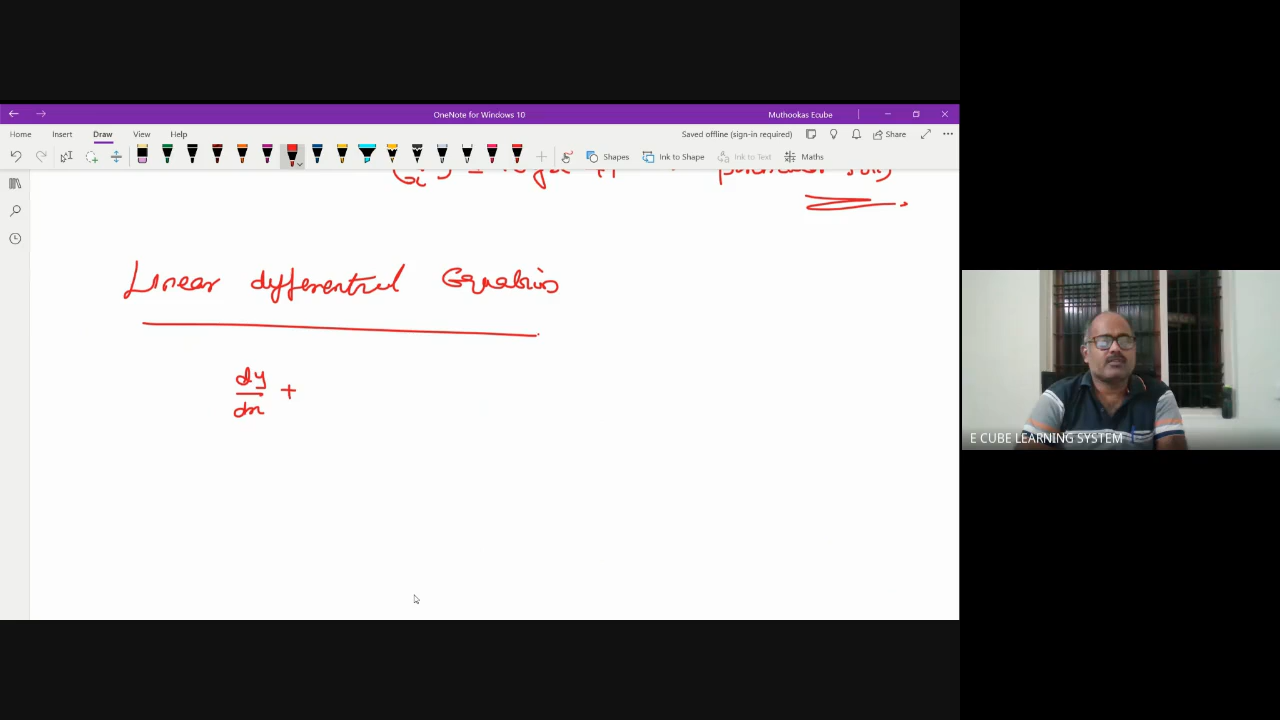 OneNote for Windows 10
Muthookas Ecube
Home Insert Draw View Help
Saved offline (sign-in required) Share
Shapes Ink to Shape Ink to Text Maths
Linear differential Equations
dy
dx +
E CUBE LEARNING SYSTEM